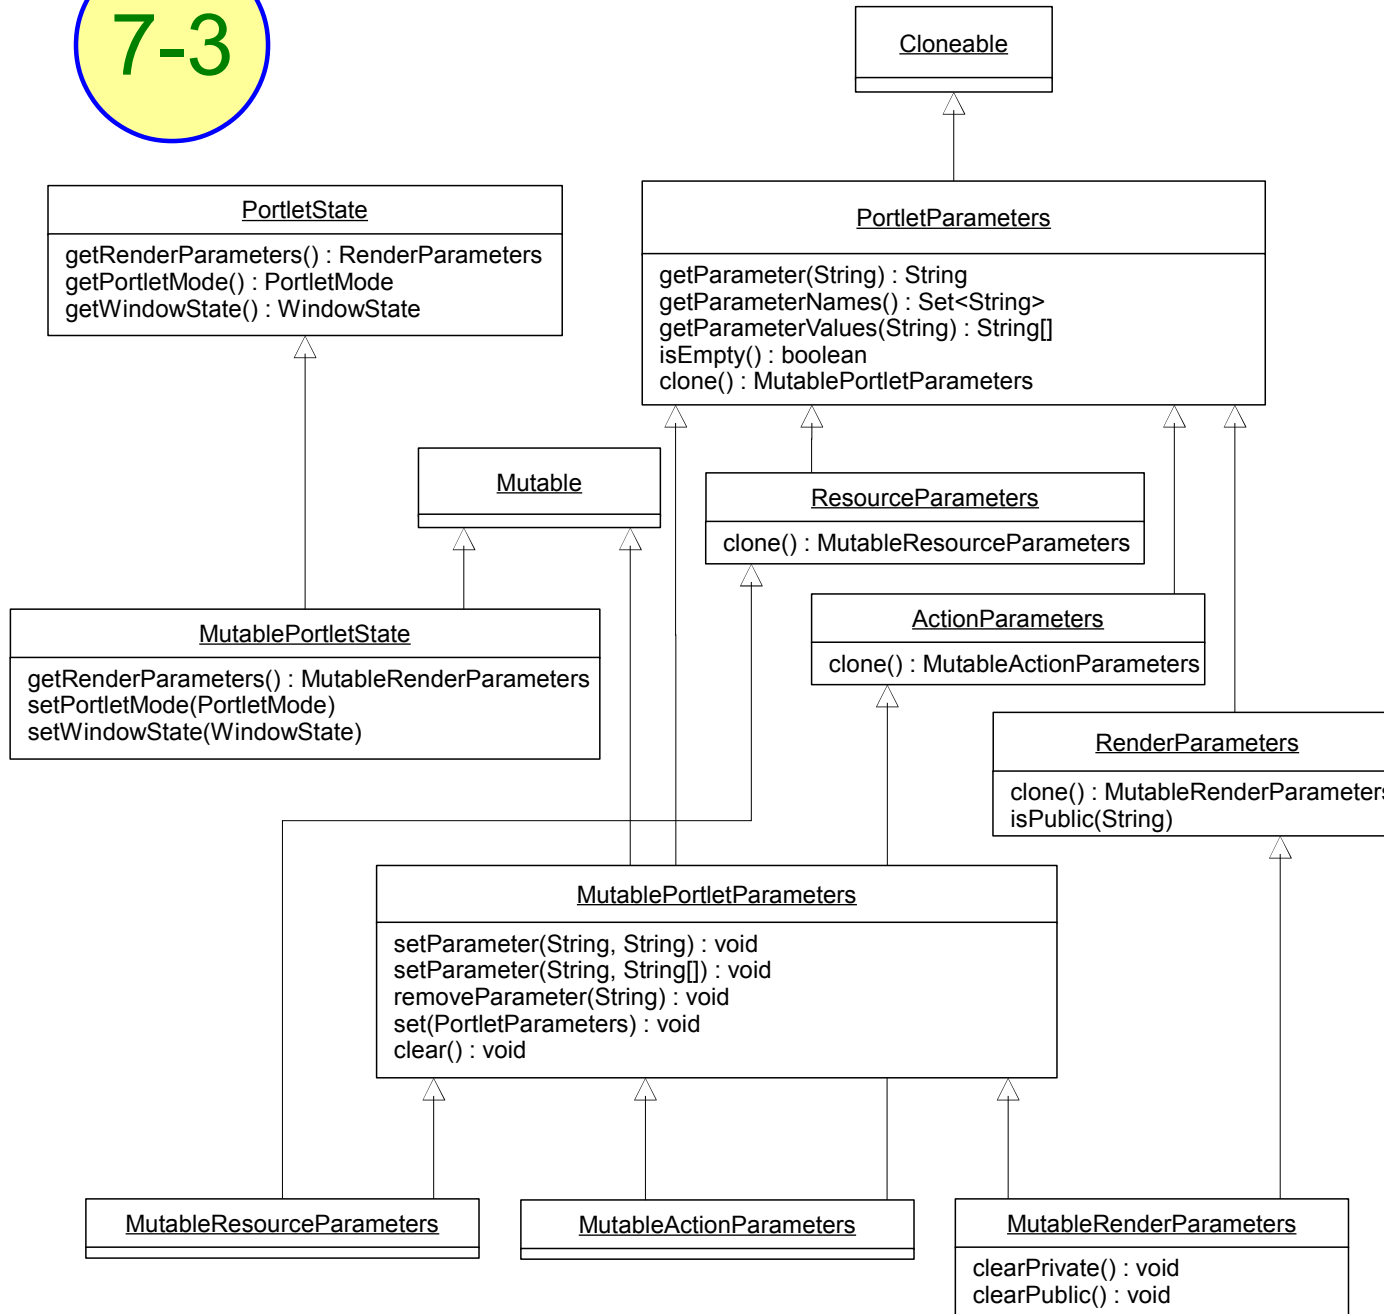 7-3
Cloneable
PortletState
getRenderParameters() : RenderParameters
getPortletMode() : PortletMode
getWindowState() : WindowState
PortletParameters
getParameter(String) : String
getParameterNames() : Set<String>
getParameterValues(String) : String[]
isEmpty() : boolean
clone() : MutablePortletParameters
Mutable
ResourceParameters
clone() : MutableResourceParameters
ActionParameters
clone() : MutableActionParameters
MutablePortletState
getRenderParameters() : MutableRenderParameters
setPortletMode(PortletMode)
setWindowState(WindowState)
RenderParameters
clone() : MutableRenderParameters
isPublic(String)
MutablePortletParameters
setParameter(String, String) : void
setParameter(String, String[]) : void
removeParameter(String) : void
set(PortletParameters) : void
clear() : void
MutableResourceParameters
MutableActionParameters
MutableRenderParameters
clearPrivate() : void
clearPublic() : void